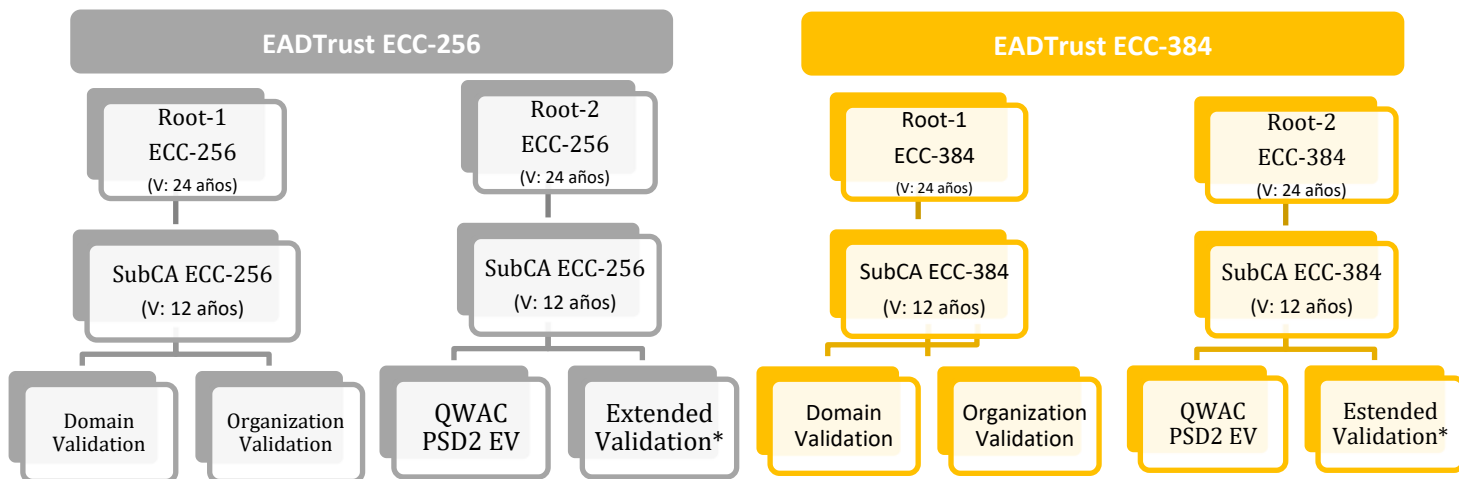 EADTrust ECC-256
EADTrust ECC-384
Root-1
ECC-256
(V: 24 años)
Root-2
ECC-256
(V: 24 años)
Root-1
ECC-384
(V: 24 años)
Root-2
ECC-384
(V: 24 años)
SubCA ECC-256
(V: 12 años)
SubCA ECC-256
(V: 12 años)
SubCA ECC-384
(V: 12 años)
SubCA ECC-384
(V: 12 años)
Domain
Validation
Organization
Validation
QWAC
PSD2 EV
Extended
Validation*
Domain
Validation
Organization
Validation
QWAC
PSD2 EV
Estended
Validation*